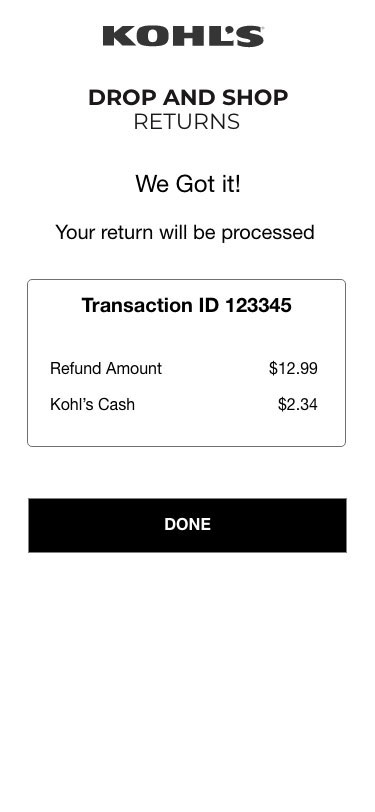 KOHL'S
DROP AND SHOP
RETURNS
We Got it!
Your return will be processed
Transaction ID 123345
Refund Amount $12.99
Kohl’s Cash $2.34
DONE